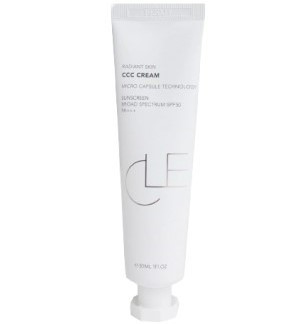 RADIANT SKIN
CCC CREAM
MICRO CAPSULE TECHNOLOGY
SUNSCREEN
BROAD SPECTRUM SPF50
CLE